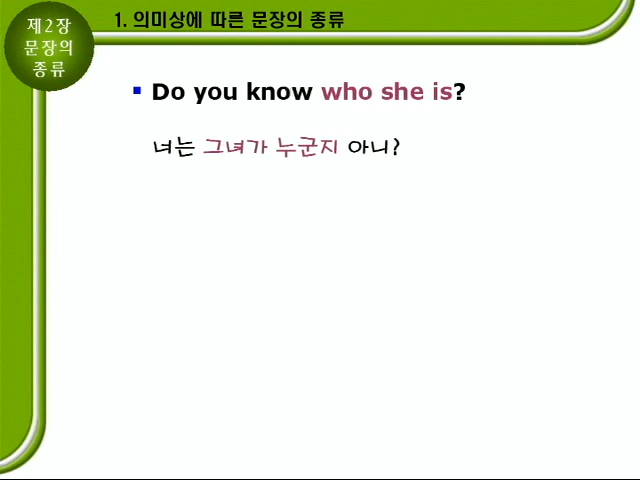 제2장
문장의
종류
1. 의미상에 따른 문장의 종류
Do you know who she is?
너는 그녀가 누군지 아니?